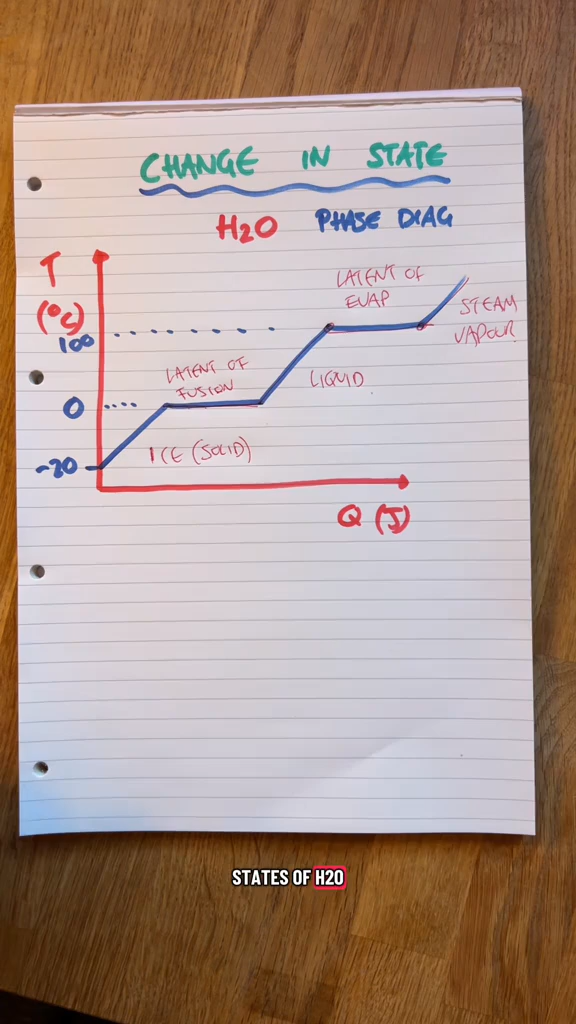 CHANGE IN STATE
H2O PHASE DIAG
T
(°C)
LATENT OF
EVAP
STEAM
VAPOUR
100
LATENT OF
FUSION
LIQUID
0
ICE (SOLID)
-20
Q (J)
STATES OF H2O